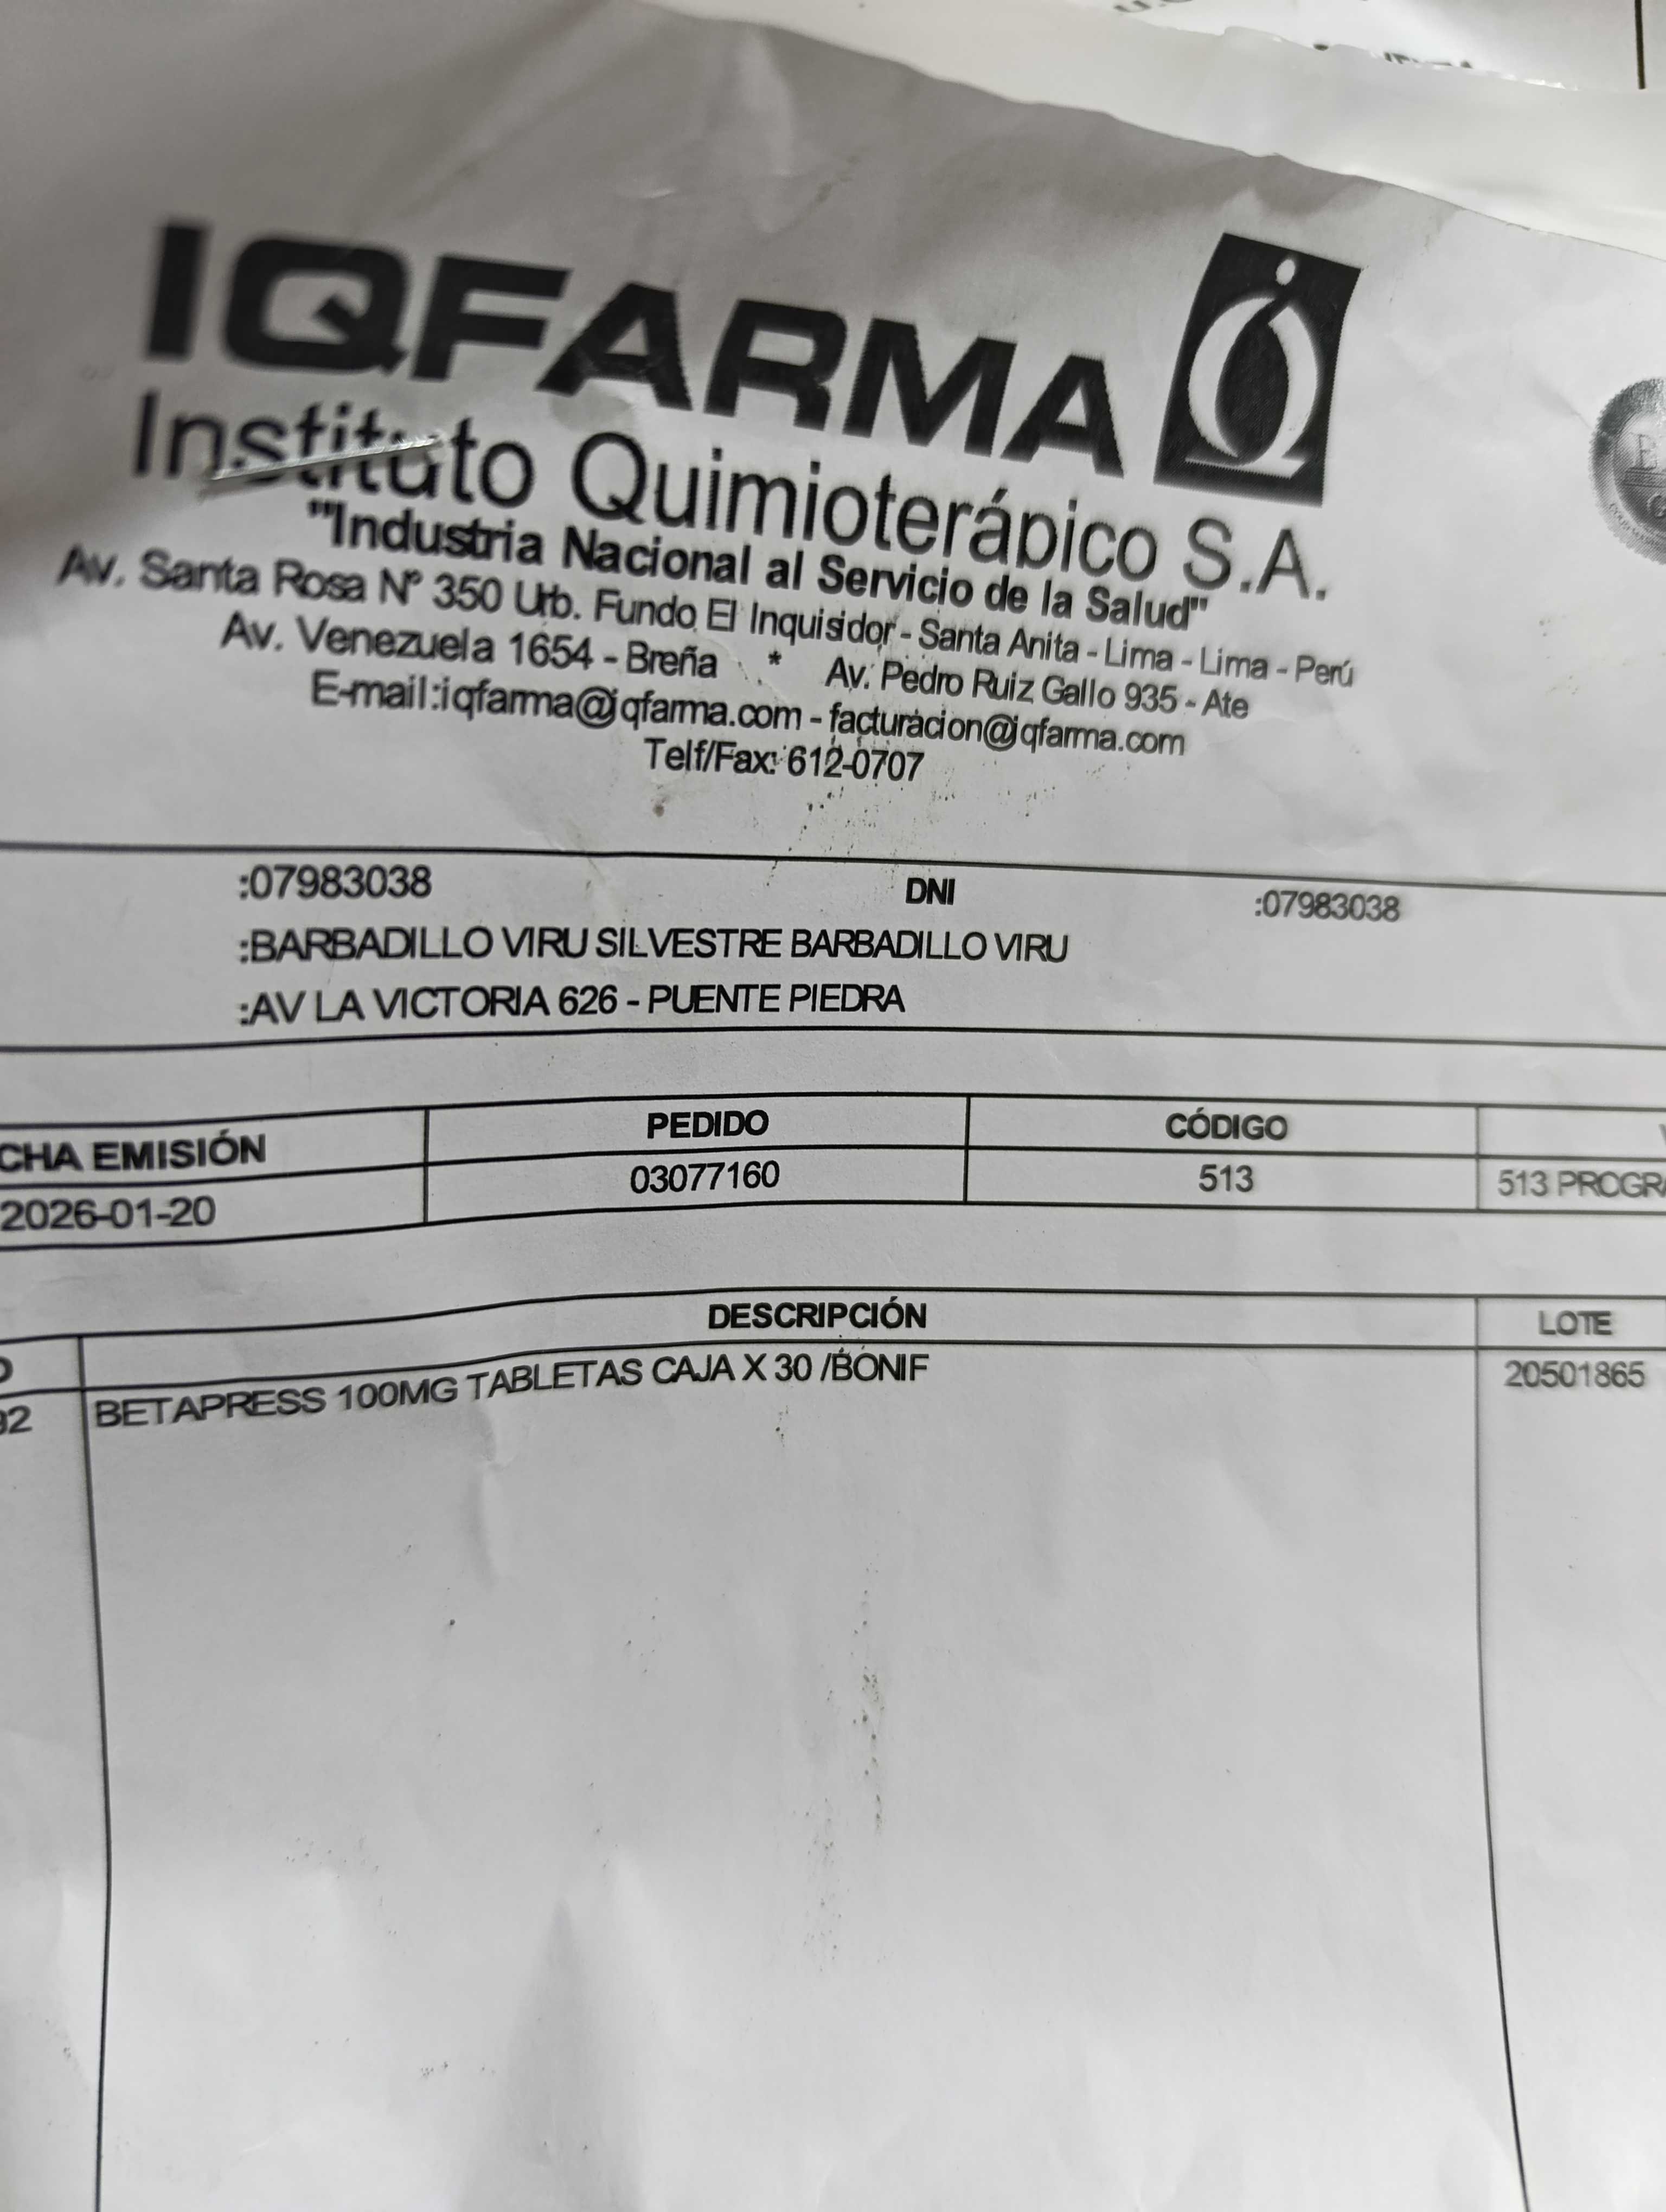 IQFARMA
Instituto Quimioterápico S.A.
"Industria Nacional al Servicio de la Salud"
Av. Santa Rosa Nº 350 Urb. Fundo El Inquisidor - Santa Anita - Lima - Lima - Perú
Av. Venezuela 1654 - Breña * Av. Pedro Ruiz Gallo 935 - Ate
E-mail:iqfarma@iqfarma.com - facturacion@iqfarma.com
Telf/Fax: 612-0707
:07983038 DNI :07983038
:BARBADILLO VIRU SILVESTRE BARBADILLO VIRU
:AV LA VICTORIA 626 - PUENTE PIEDRA
CHA EMISIÓN PEDIDO CÓDIGO
2026-01-20 03077160 513 513 PROGRA
DESCRIPCIÓN LOTE
92 BETAPRESS 100MG TABLETAS CAJA X 30 /BONIF 20501865